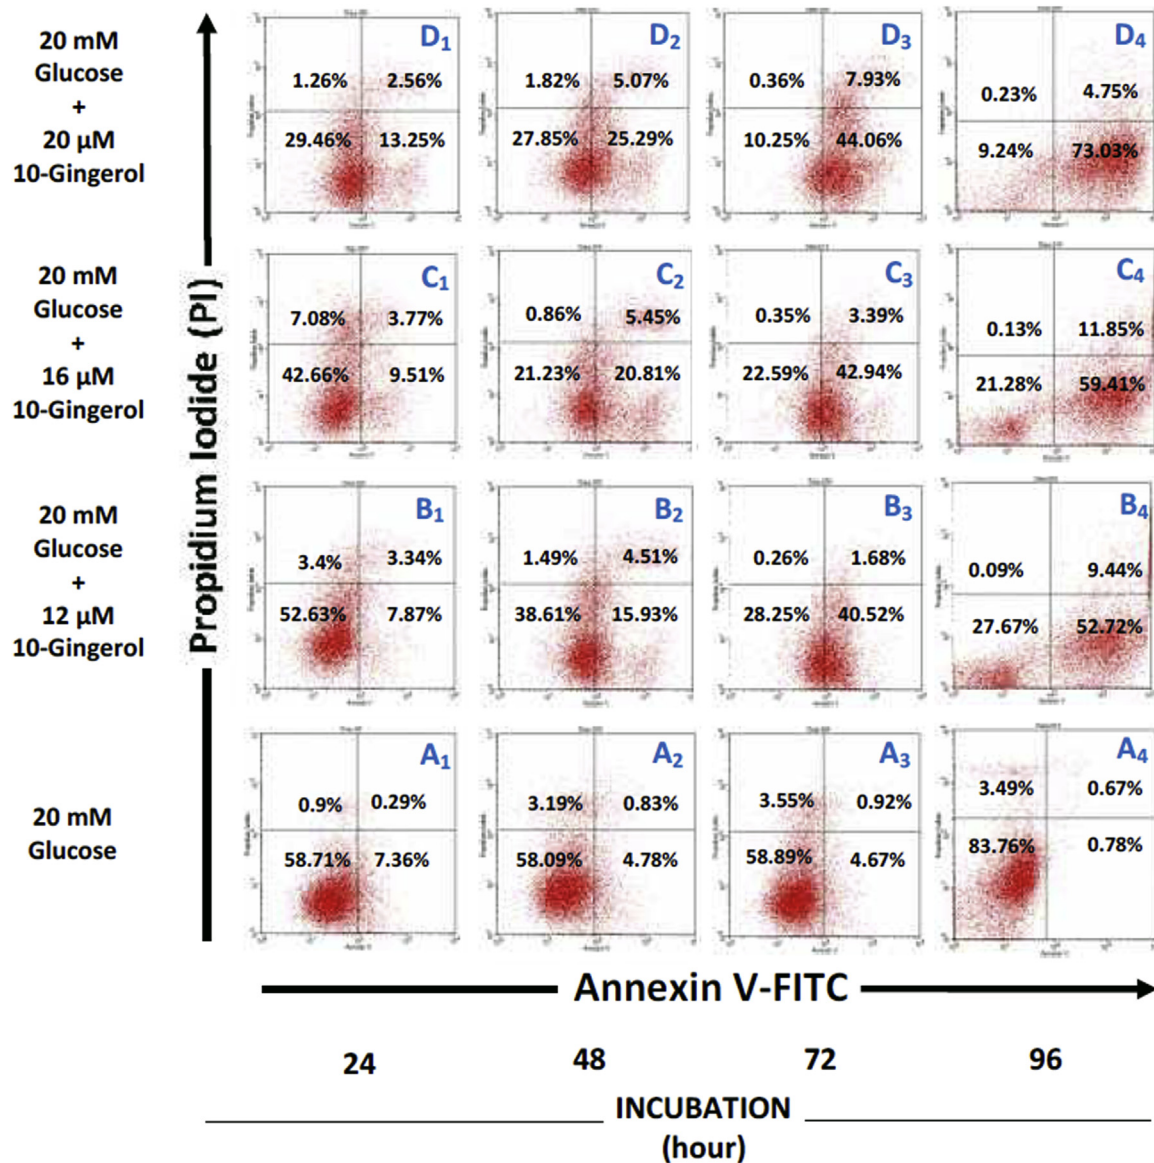 20 mM
Glucose
+
20 µM
10-Gingerol
D1
1.26% 2.56%
29.46% 13.25%
D2
1.82% 5.07%
27.85% 25.29%
D3
0.36% 7.93%
10.25% 44.06%
D4
0.23% 4.75%
9.24% 73.03%
20 mM
Glucose
+
16 µM
10-Gingerol
C1
7.08% 3.77%
42.66% 9.51%
C2
0.86% 5.45%
21.23% 20.81%
C3
0.35% 3.39%
22.59% 42.94%
C4
0.13% 11.85%
21.28% 59.41%
20 mM
Glucose
+
12 µM
10-Gingerol
B1
3.4% 3.34%
52.63% 7.87%
B2
1.49% 4.51%
38.61% 15.93%
B3
0.26% 1.68%
28.25% 40.52%
B4
0.09% 9.44%
27.67% 52.72%
20 mM
Glucose
A1
0.9% 0.29%
58.71% 7.36%
A2
3.19% 0.83%
58.09% 4.78%
A3
3.55% 0.92%
58.89% 4.67%
A4
3.49% 0.67%
83.76% 0.78%
Propidium Iodide (PI)
Annexin V-FITC
24 48 72 96
INCUBATION
(hour)